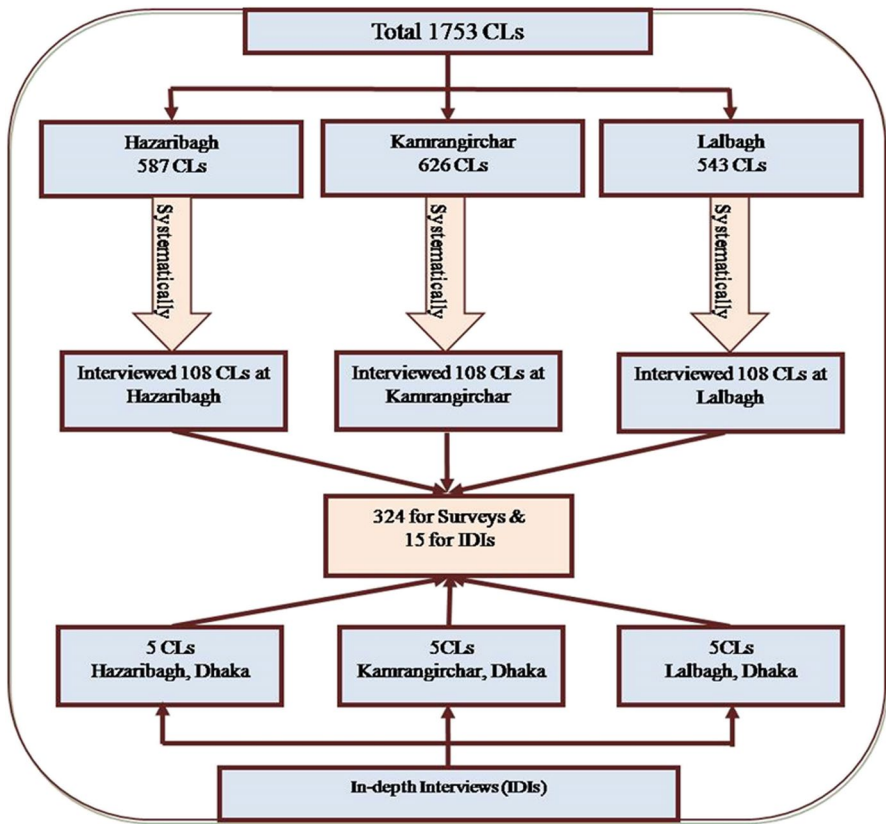 Total 1753 CLs
Hazaribagh
587 CLs
Kamrangirchar
626 CLs
Lalbagh
543 CLs
Systematically
Systematically
Systematically
Interviewed 108 CLs at
Hazaribagh
Interviewed 108 CLs at
Kamrangirchar
Interviewed 108 CLs at
Lalbagh
324 for Surveys &
15 for IDIs
5 CLs
Hazaribagh, Dhaka
5CLs
Kamrangirchar, Dhaka
5CLs
Lalbagh, Dhaka
In-depth Interviews (IDIs)